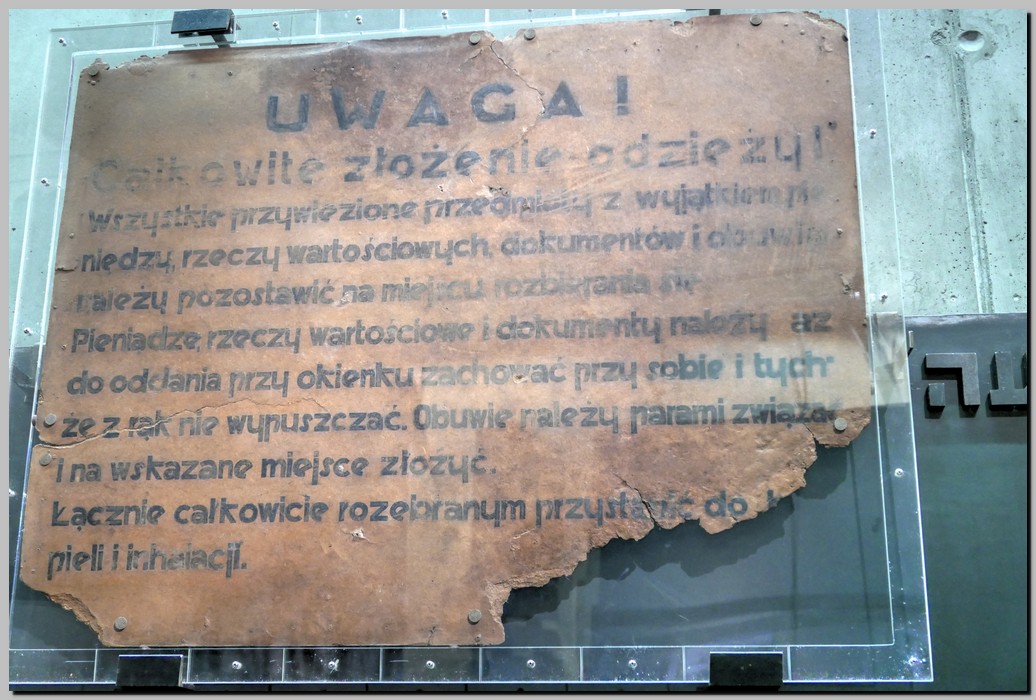 UWAGA!
Całkowite złożenie odzieży!
Wszystkie przywiezione przedmioty z wyjątkiem pie-
niędzy, rzeczy wartościowych, dokumentów i obuwia
należy pozostawić na miejscu rozbierania się
Pieniądze, rzeczy wartościowe i dokumenty należy aż
do oddania przy okienku zachować przy sobie i tych-
że z rąk nie wypuszczać. Obuwie należy parami związać
i na wskazane miejsce złożyć.
Łącznie całkowicie rozebranym przystąpić do
pieli i inhalacji.